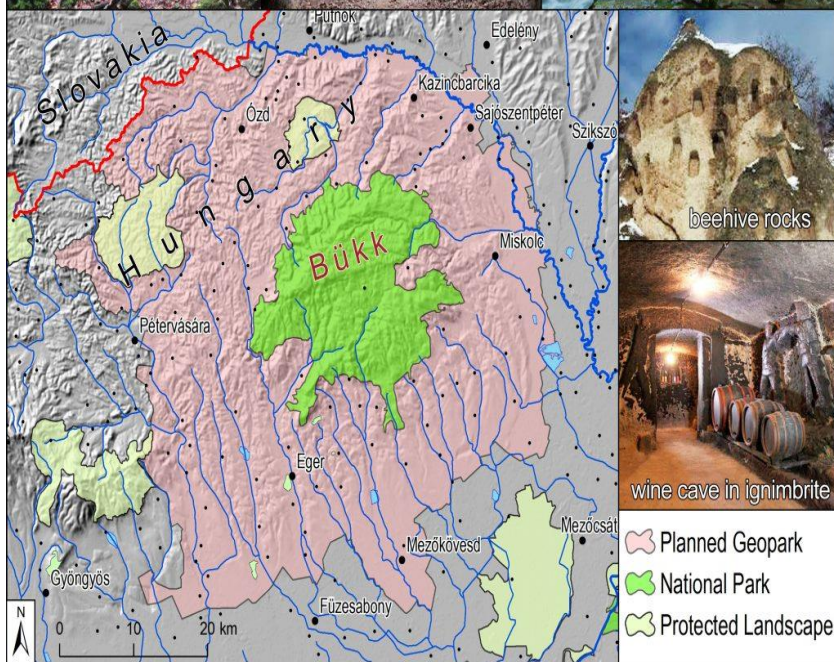 Putnok
Edelény
Slovakia
Kazincbarcika
Ózd
Sajószentpéter
Szikszó
Hungary
beehive rocks
Miskolc
Bükk
Pétervására
Eger
wine cave in ignimbrite
Mezőkövesd
Mezőcsát
Planned Geopark
National Park
Gyöngyös
Füzesabony
Protected Landscape
N
0 10 20 km